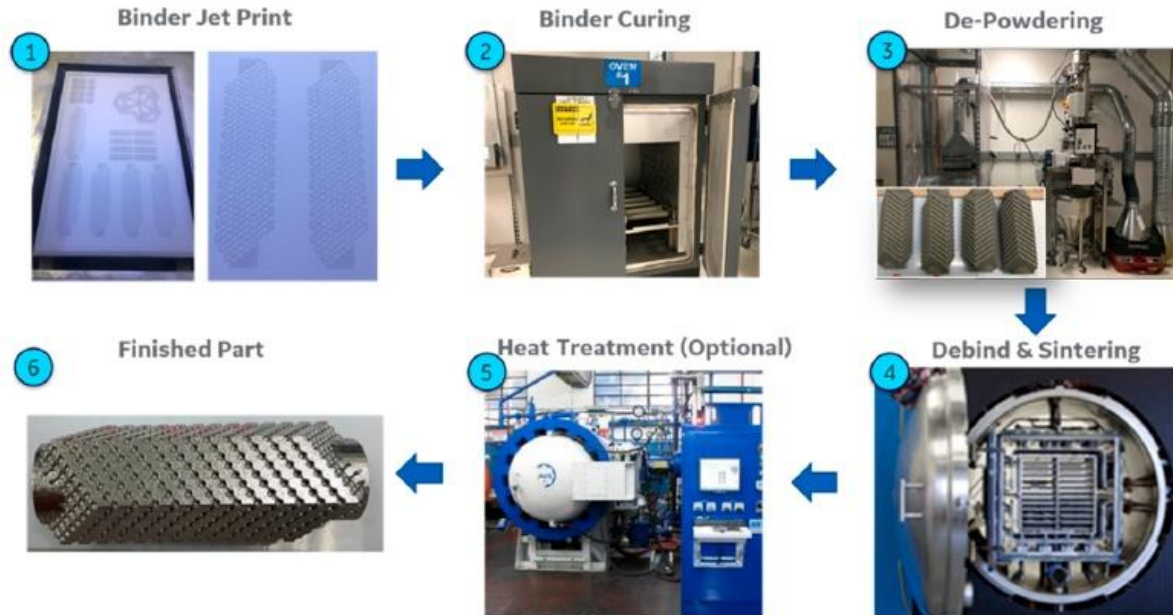 Binder Jet Print
1
Binder Curing
2
OVEN
#1
De-Powdering
3
Debind & Sintering
4
Heat Treatment (Optional)
5
Finished Part
6